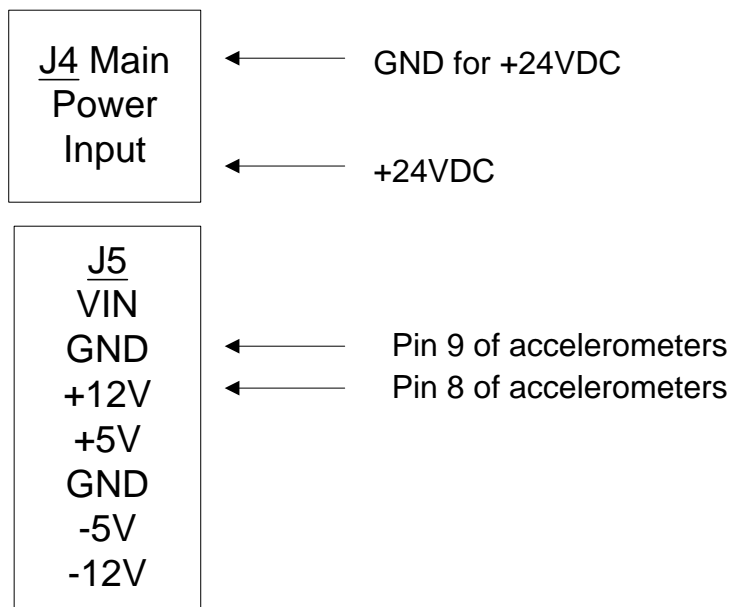 J4 Main
Power
Input
GND for +24VDC
+24VDC
J5
VIN
GND
+12V
+5V
GND
-5V
-12V
Pin 9 of accelerometers
Pin 8 of accelerometers